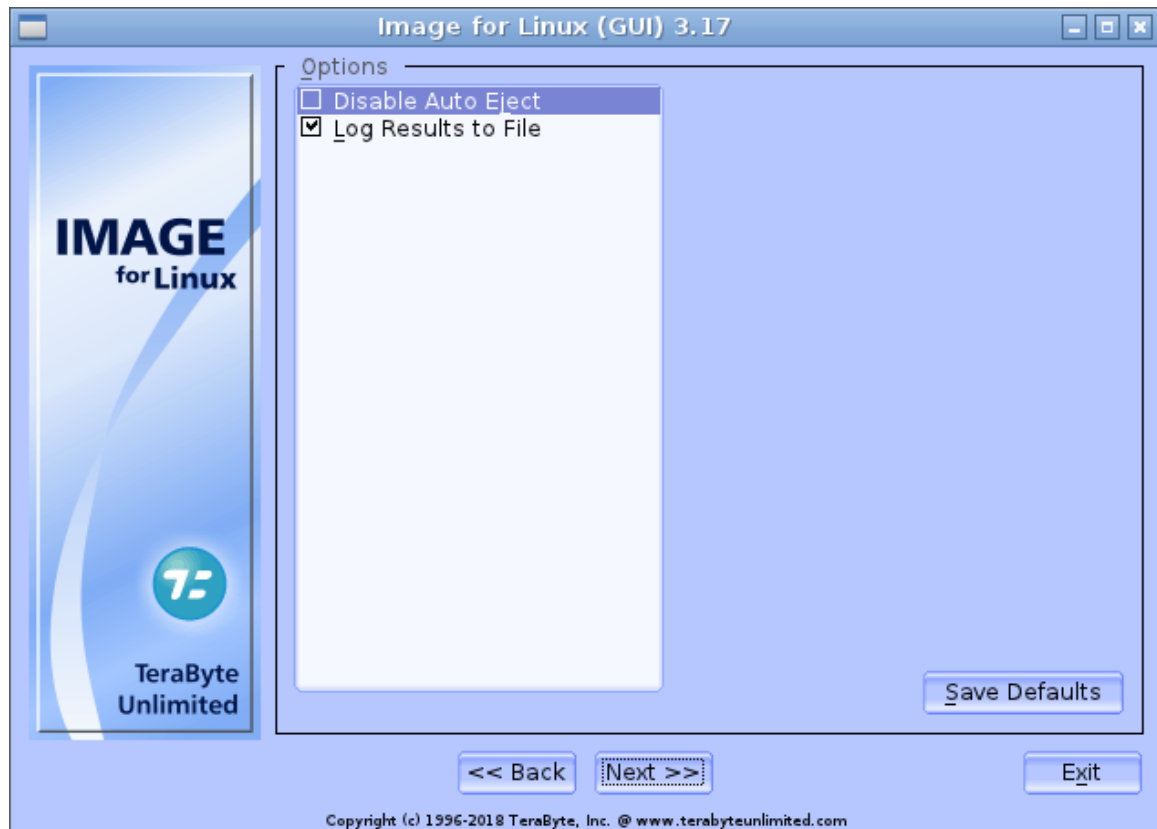 Image for Linux (GUI) 3.17
Options
Disable Auto Eject
Log Results to File
IMAGE
for Linux
TeraByte
Unlimited
Save Defaults
<< Back
Next >>
Exit
Copyright (c) 1996-2018 TeraByte, Inc. @ www.terabyteunlimited.com